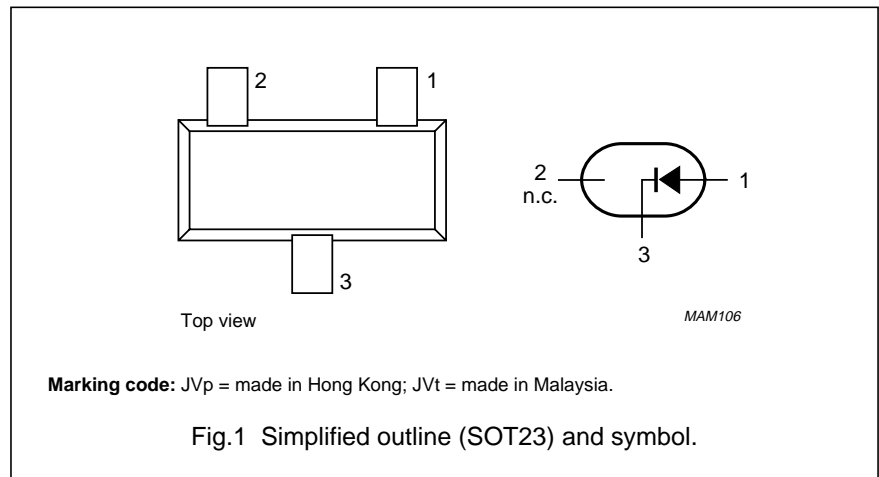 2
1
3
Top view
2
n.c.
1
3
MAM106
Marking code: JVp = made in Hong Kong; JVt = made in Malaysia.
Fig.1 Simplified outline (SOT23) and symbol.